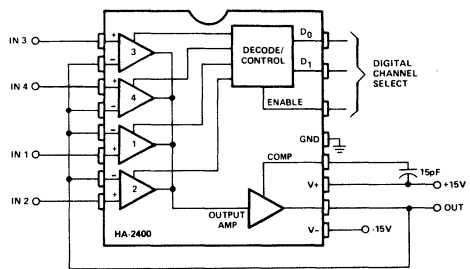 IN 3
+
−
3
DECODE/
CONTROL
D0
D1
DIGITAL
CHANNEL
SELECT
IN 4
+
−
4
ENABLE
−
+
1
IN 1
GND
COMP
15pF
−
+
2
V+
+15V
IN 2
OUTPUT
AMP
OUT
HA-2400
V−
-15V